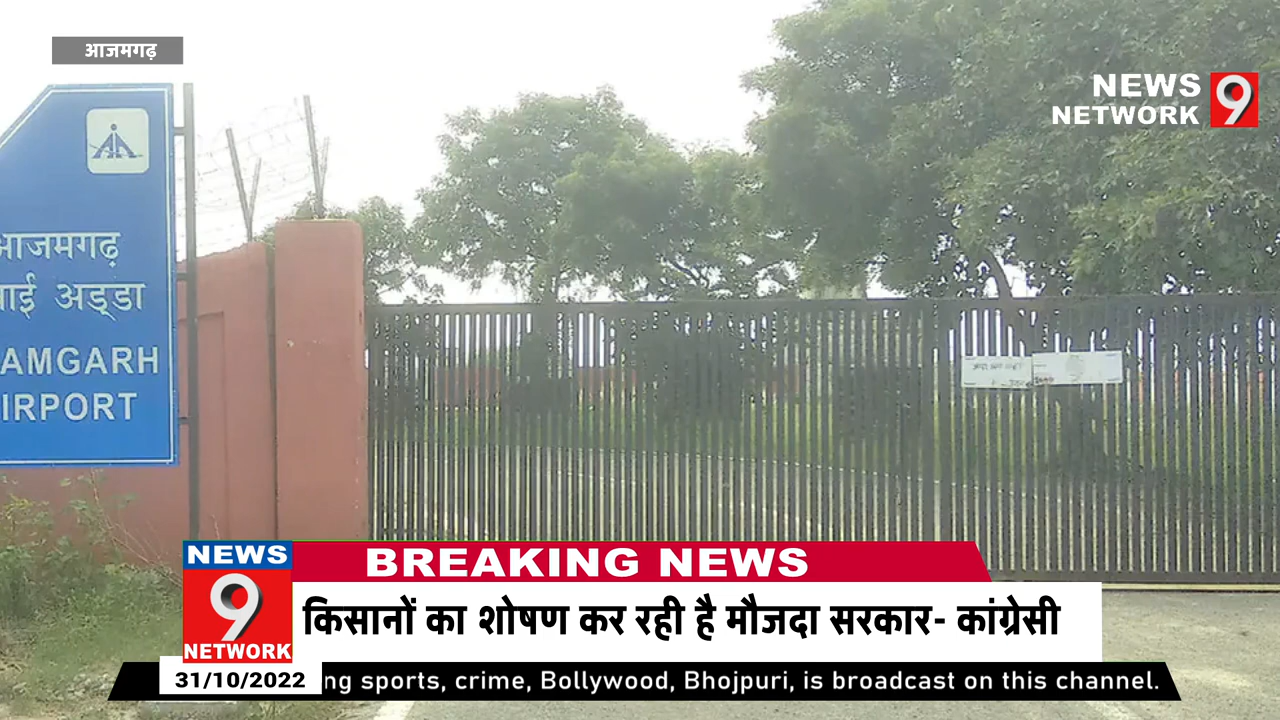 आजमगढ़
NEWS
NETWORK 9
आजमगढ़
अड्डा
AMGARH
IRPORT
BREAKING NEWS
NEWS
9
NETWORK
किसानों का शोषण कर रही है मौजदा सरकार- कांग्रेसी
31/10/2022
ng sports, crime, Bollywood, Bhojpuri, is broadcast on this channel.